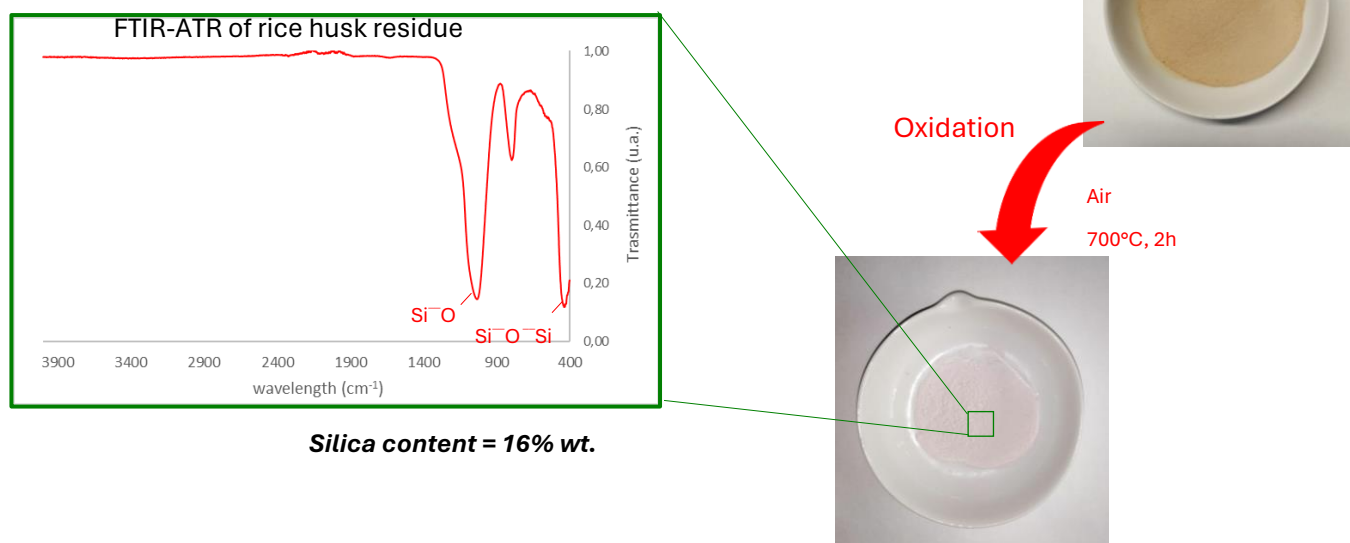 FTIR-ATR of rice husk residue
1,00
0,80
0,60
0,40
0,20
0,00
Trasmittance (u.a.)
Si—O
Si—O—Si
3900 3400 2900 2400 1900 1400 900 400
wavelength (cm⁻¹)
Silica content = 16% wt.
Oxidation
Air
700°C, 2h